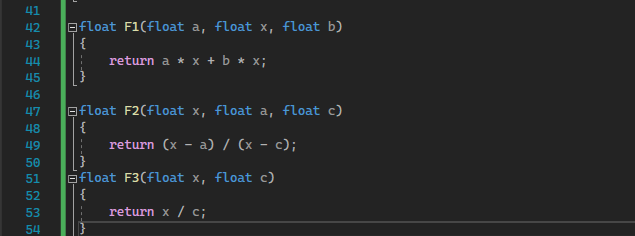 41
42 float F1(float a, float x, float b)
43 {
44 return a * x + b * x;
45 }
46
47 float F2(float x, float a, float c)
48 {
49 return (x - a) / (x - c);
50 }
51 float F3(float x, float c)
52 {
53 return x / c;
54 }